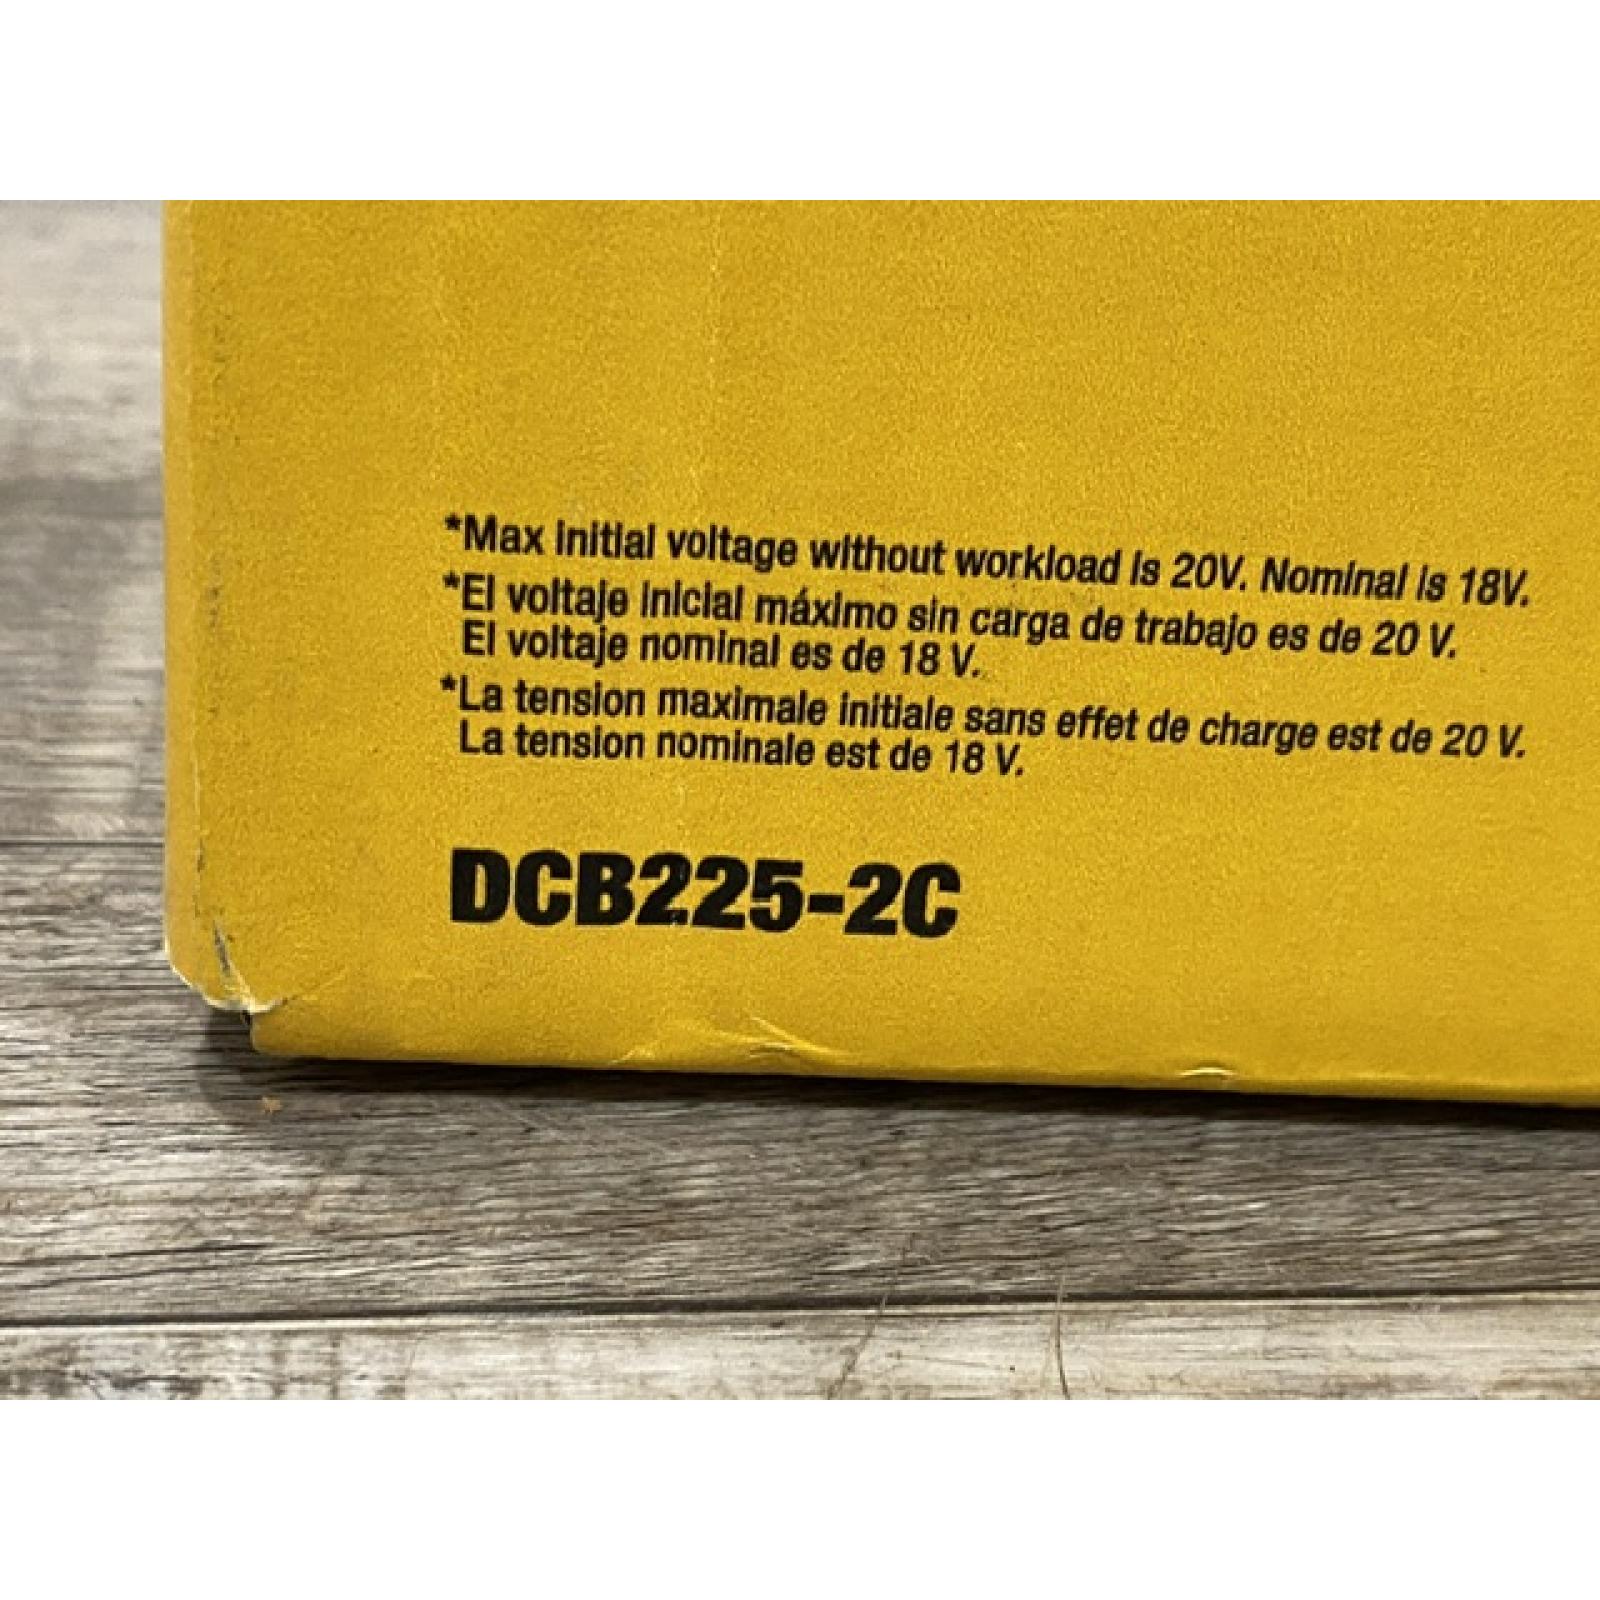 *Max initial voltage without workload is 20V. Nominal is 18V.
*El voltaje inicial máximo sin carga de trabajo es de 20 V.
El voltaje nominal es de 18 V.
*La tension maximale initiale sans effet de charge est de 20 V.
La tension nominale est de 18 V.
DCB225-2C